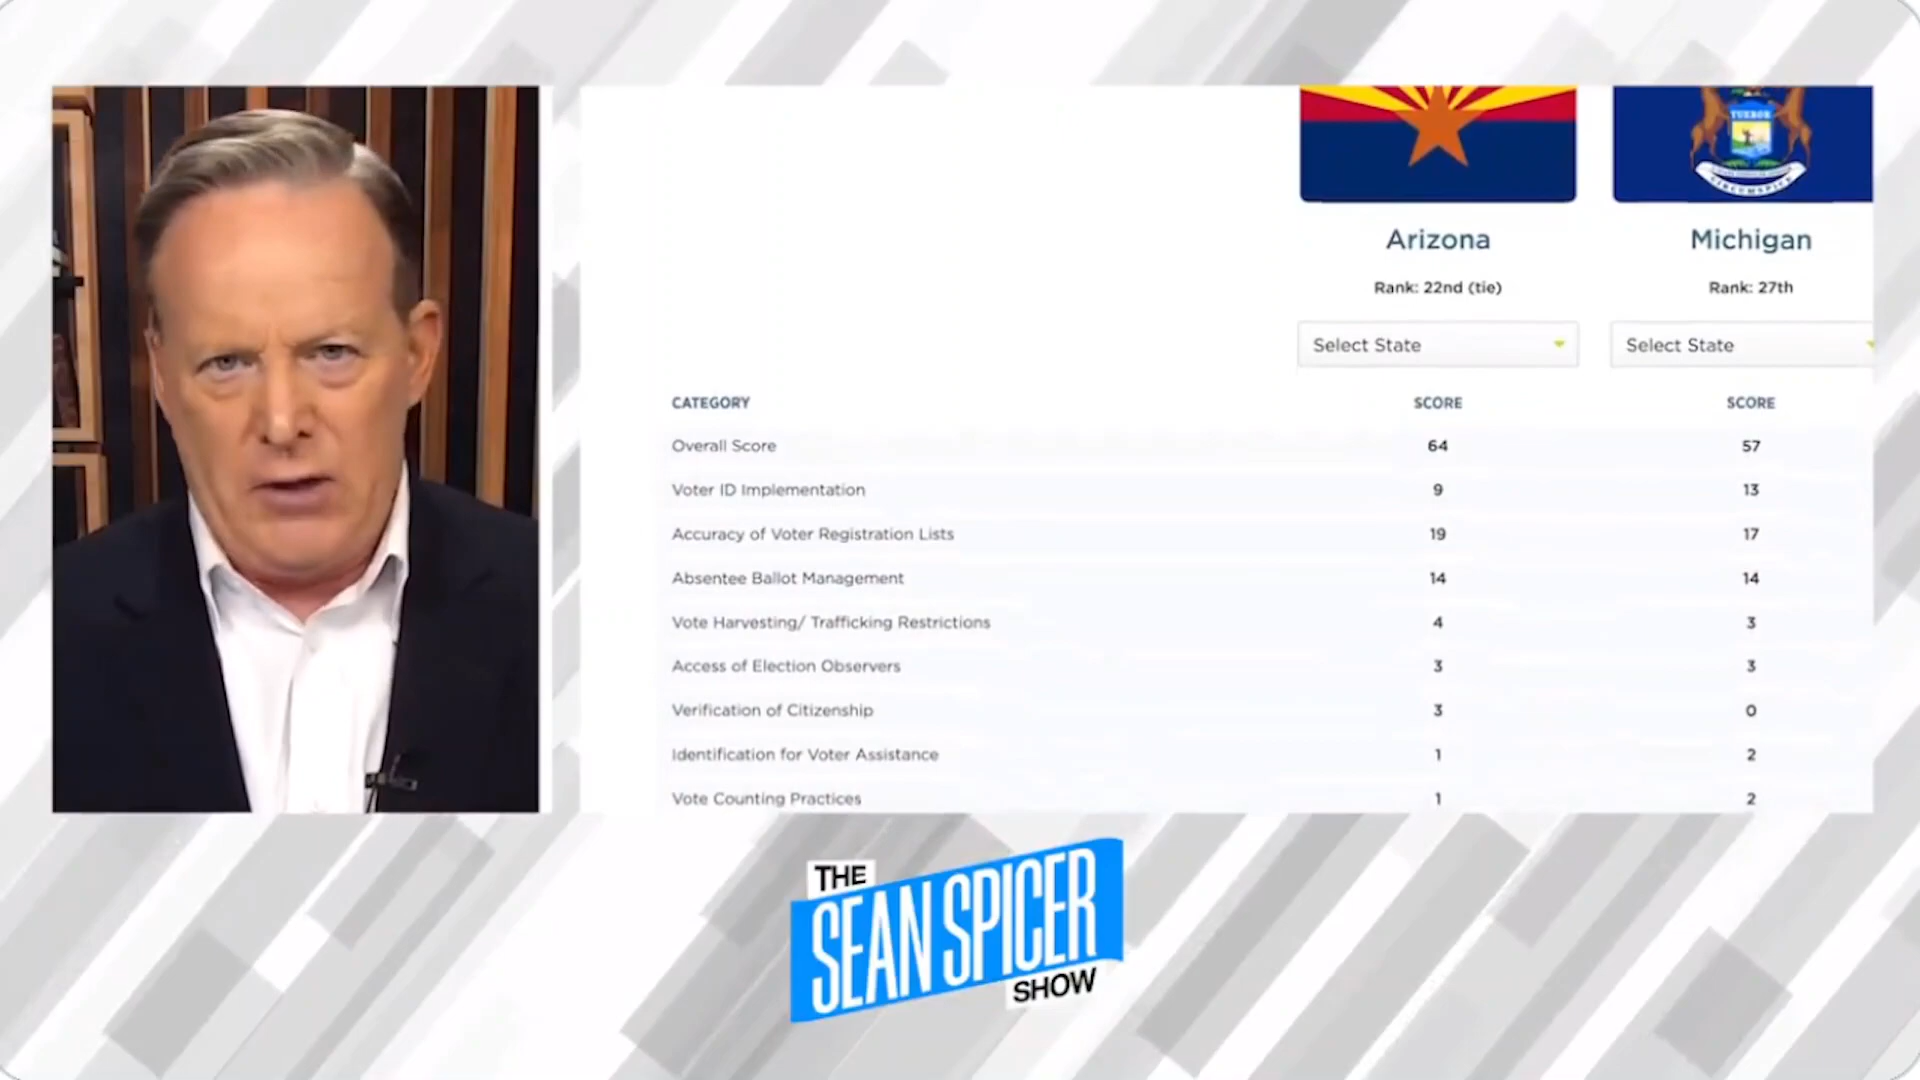 TUEBOR
CIRCUMSPICE
Arizona Michigan
Rank: 22nd (tie) Rank: 27th
Select State Select State
CATEGORY SCORE SCORE
Overall Score 64 57
Voter ID Implementation 9 13
Accuracy of Voter Registration Lists 19 17
Absentee Ballot Management 14 14
Vote Harvesting/ Trafficking Restrictions 4 3
Access of Election Observers 3 3
Verification of Citizenship 3 0
Identification for Voter Assistance 1 2
Vote Counting Practices 1 2
THE
SEAN SPICER
SHOW